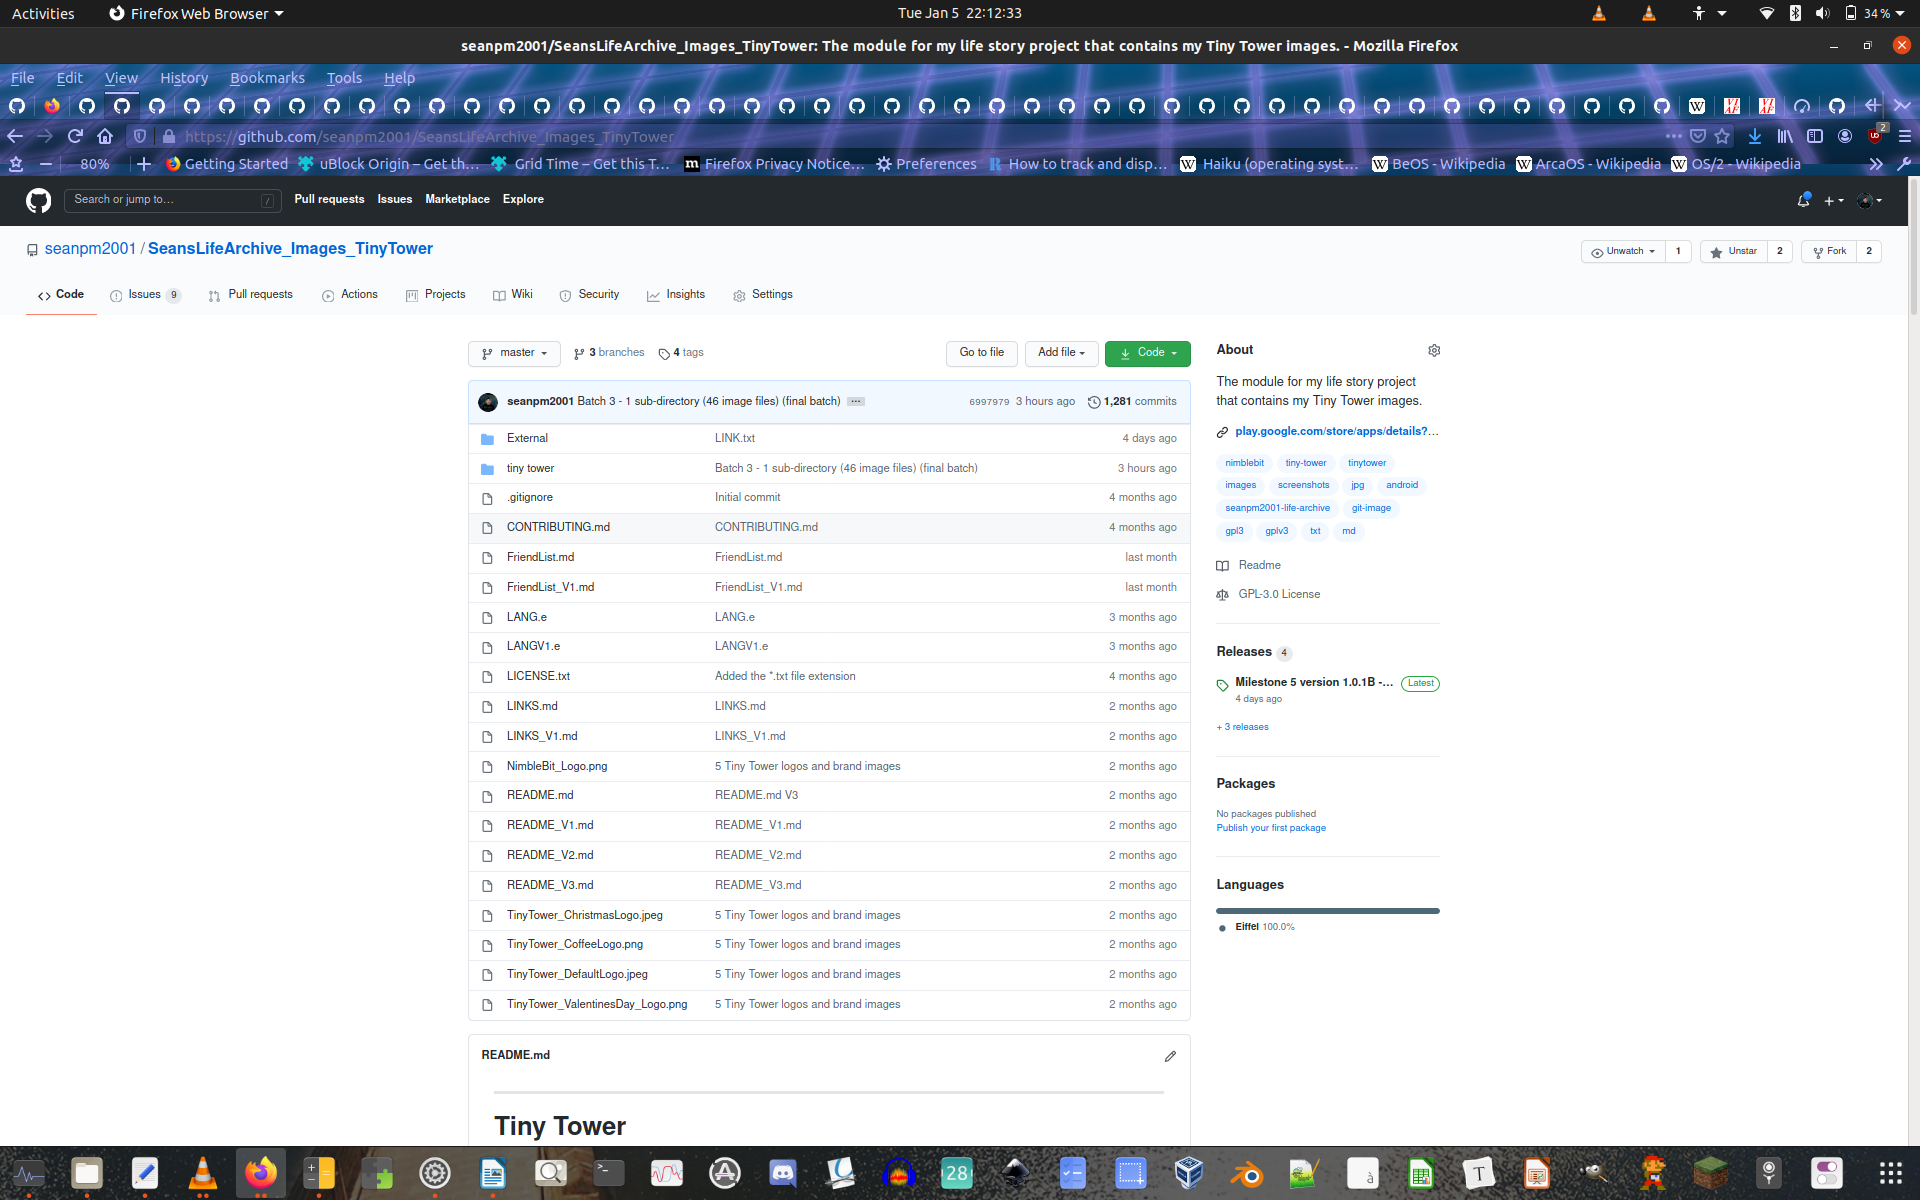 Activities Firefox Web Browser Tue Jan 5 22:12:33 34 %
seanpm2001/SeansLifeArchive_Images_TinyTower: The module for my life story project that contains my Tiny Tower images. - Mozilla Firefox
File Edit View History Bookmarks Tools Help
https://github.com/seanpm2001/SeansLifeArchive_Images_TinyTower 2
80% Getting Started uBlock Origin – Get th… Grid Time – Get this T… Firefox Privacy Notice… Preferences How to track and disp… Haiku (operating syst… BeOS - Wikipedia ArcaOS - Wikipedia OS/2 - Wikipedia
Search or jump to… / Pull requests Issues Marketplace Explore
seanpm2001 / SeansLifeArchive_Images_TinyTower Unwatch 1 Unstar 2 Fork 2
Code Issues 9 Pull requests Actions Projects Wiki Security Insights Settings
master 3 branches 4 tags Go to file Add file Code
seanpm2001 Batch 3 - 1 sub-directory (46 image files) (final batch) ... 6997979 3 hours ago 1,281 commits
External LINK.txt 4 days ago
tiny tower Batch 3 - 1 sub-directory (46 image files) (final batch) 3 hours ago
.gitignore Initial commit 4 months ago
CONTRIBUTING.md CONTRIBUTING.md 4 months ago
FriendList.md FriendList.md last month
FriendList_V1.md FriendList_V1.md last month
LANG.e LANG.e 3 months ago
LANGV1.e LANGV1.e 3 months ago
LICENSE.txt Added the *.txt file extension 4 months ago
LINKS.md LINKS.md 2 months ago
LINKS_V1.md LINKS_V1.md 2 months ago
NimbleBit_Logo.png 5 Tiny Tower logos and brand images 2 months ago
README.md README.md V3 2 months ago
README_V1.md README_V1.md 2 months ago
README_V2.md README_V2.md 2 months ago
README_V3.md README_V3.md 2 months ago
TinyTower_ChristmasLogo.jpeg 5 Tiny Tower logos and brand images 2 months ago
TinyTower_CoffeeLogo.png 5 Tiny Tower logos and brand images 2 months ago
TinyTower_DefaultLogo.jpeg 5 Tiny Tower logos and brand images 2 months ago
TinyTower_ValentinesDay_Logo.png 5 Tiny Tower logos and brand images 2 months ago
README.md
Tiny Tower
About
The module for my life story project
that contains my Tiny Tower images.
play.google.com/store/apps/details?…
nimblebit tiny-tower tinytower
images screenshots jpg android
seanpm2001-life-archive git-image
gpl3 gplv3 txt md
Readme
GPL-3.0 License
Releases 4
Milestone 5 version 1.0.1B -… Latest
4 days ago
+ 3 releases
Packages
No packages published
Publish your first package
Languages
Eiffel 100.0%
28